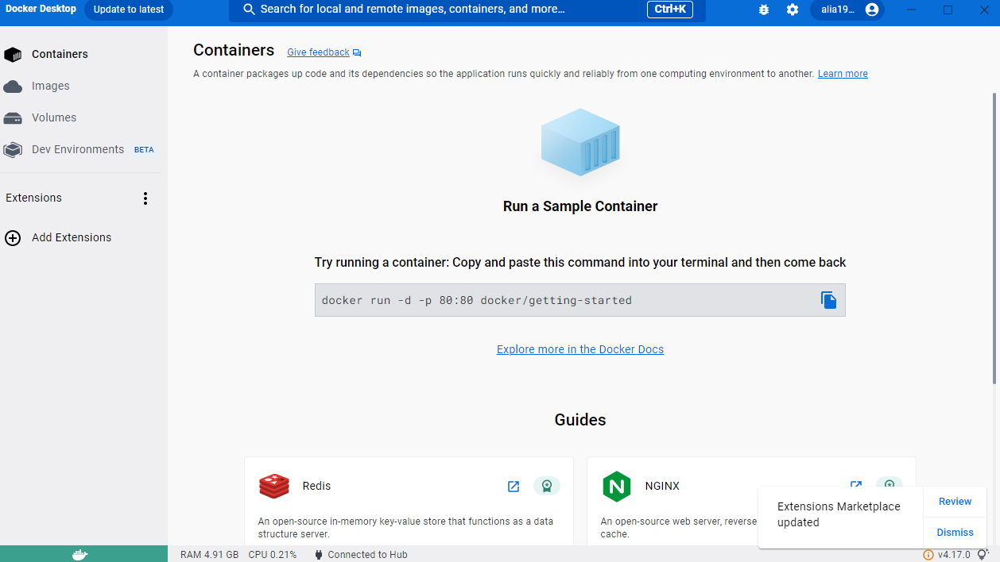 Docker Desktop
Update to latest
Search for local and remote images, containers, and more...
Ctrl+K
alia19...
Containers
Images
Volumes
Dev Environments BETA
Extensions
Add Extensions
Containers
Give feedback
A container packages up code and its dependencies so the application runs quickly and reliably from one computing environment to another. Learn more
Run a Sample Container
Try running a container: Copy and paste this command into your terminal and then come back
docker run -d -p 80:80 docker/getting-started
Explore more in the Docker Docs
Guides
Redis
An open-source in-memory key-value store that functions as a data
structure server.
N
NGINX
An open-source web server, reverse
cache.
Extensions Marketplace
updated
Review
Dismiss
RAM 4.91 GB CPU 0.21% Connected to Hub
v4.17.0